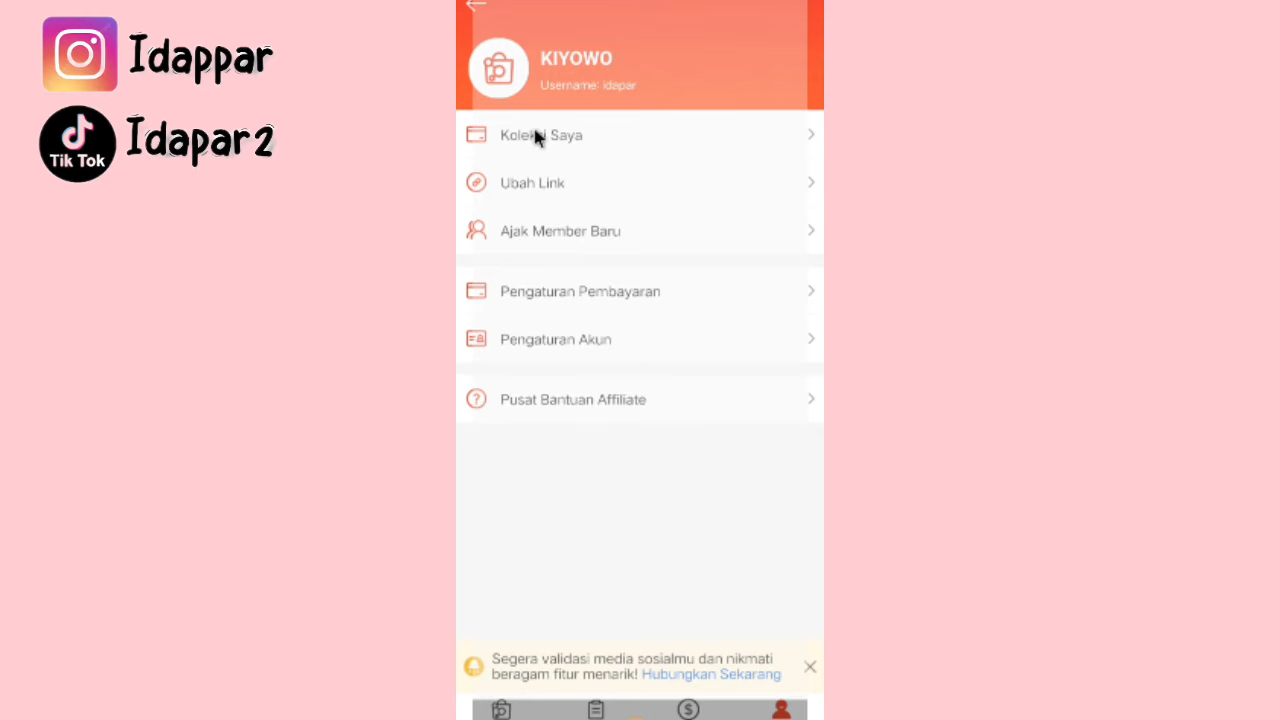 Idappar
Tik Tok
Idapar2
KIYOWO
Username: idapar
Koleksi Saya
Ubah Link
Ajak Member Baru
Pengaturan Pembayaran
Pengaturan Akun
Pusat Bantuan Affiliate
Segera validasi media sosialmu dan nikmati
beragam fitur menarik! Hubungkan Sekarang